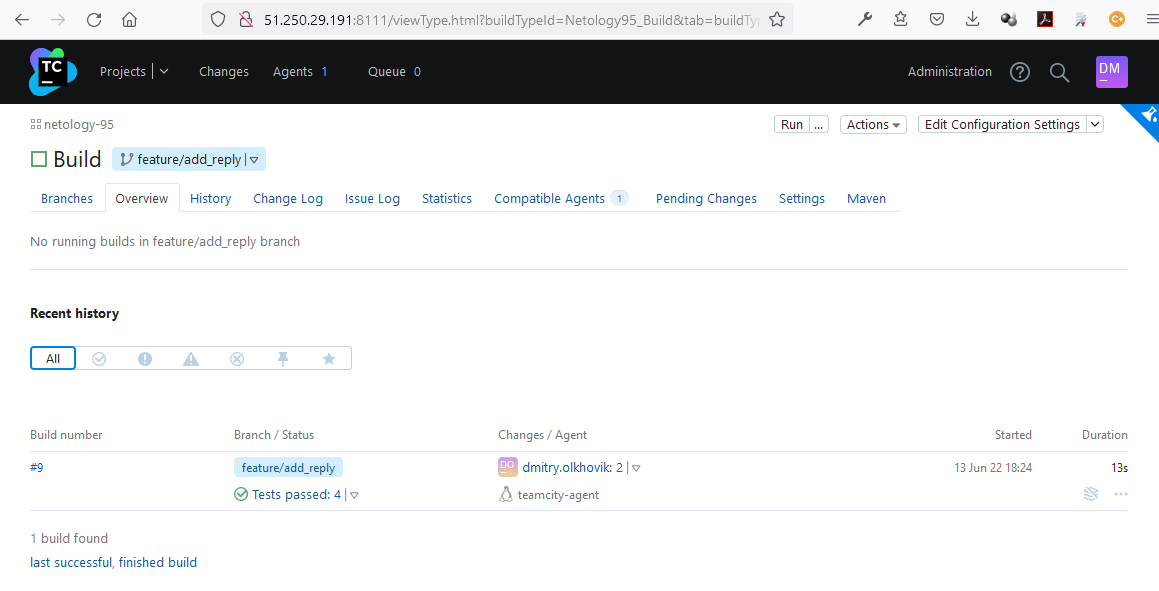 51.250.29.191:8111/viewType.html?buildTypeId=Netology95_Build&tab=buildTy
TC Projects Changes Agents 1 Queue 0 Administration DM
netology-95 Run ... Actions Edit Configuration Settings
Build feature/add_reply
Branches Overview History Change Log Issue Log Statistics Compatible Agents 1 Pending Changes Settings Maven
No running builds in feature/add_reply branch
Recent history
All
Build number Branch / Status Changes / Agent Started Duration
#9 feature/add_reply DO dmitry.olkhovik: 2 13 Jun 22 18:24 13s
Tests passed: 4 teamcity-agent ...
1 build found
last successful, finished build